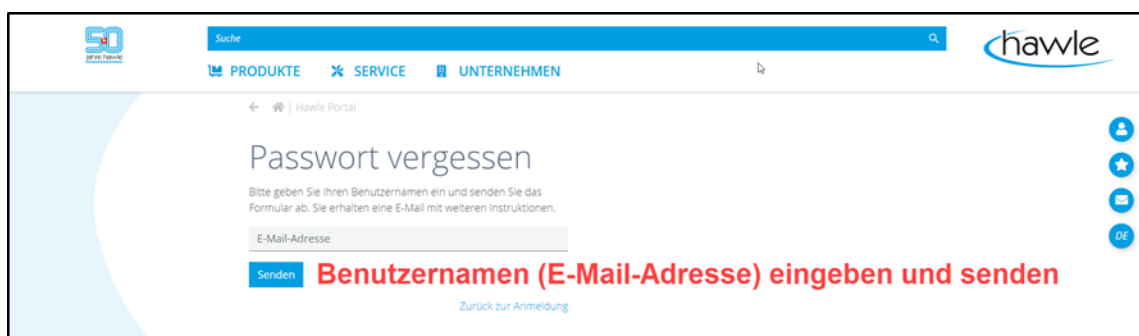 50
jahre hawle
Suche
hawle
PRODUKTE SERVICE UNTERNEHMEN
| Hawle Portal
Passwort vergessen
Bitte geben Sie Ihren Benutzernamen ein und senden Sie das
Formular ab. Sie erhalten eine E-Mail mit weiteren Instruktionen.
E-Mail-Adresse
DE
Senden Benutzernamen (E-Mail-Adresse) eingeben und senden
Zurück zur Anmeldung